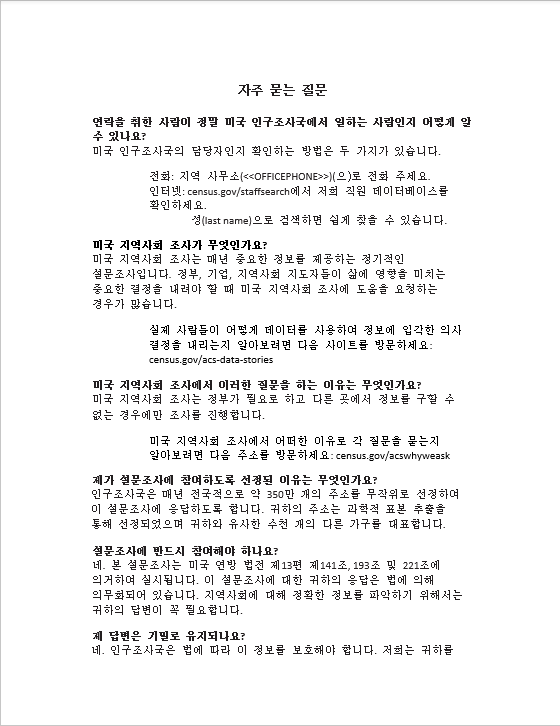 자주 묻는 질문
연락을 취한 사람이 정말 미국 인구조사국에서 일하는 사람인지 어떻게 알
수 있나요?
미국 인구조사국의 담당자인지 확인하는 방법은 두 가지가 있습니다.
전화: 지역 사무소(<<OFFICEPHONE>>)(으)로 전화 주세요.
인터넷: census.gov/staffsearch에서 저희 직원 데이터베이스를
확인하세요.
성(last name)으로 검색하면 쉽게 찾을 수 있습니다.
미국 지역사회 조사가 무엇인가요?
미국 지역사회 조사는 매년 중요한 정보를 제공하는 정기적인
설문조사입니다. 정부, 기업, 지역사회 지도자들이 삶에 영향을 미치는
중요한 결정을 내려야 할 때 미국 지역사회 조사에 도움을 요청하는
경우가 많습니다.
실제 사람들이 어떻게 데이터를 사용하여 정보에 입각한 의사
결정을 내리는지 알아보려면 다음 사이트를 방문하세요:
census.gov/acs-data-stories
미국 지역사회 조사에서 이러한 질문을 하는 이유는 무엇인가요?
미국 지역사회 조사는 정부가 필요로 하고 다른 곳에서 정보를 구할 수
없는 경우에만 조사를 진행합니다.
미국 지역사회 조사에서 어떠한 이유로 각 질문을 묻는지
알아보려면 다음 주소를 방문하세요: census.gov/acswhyweask
제가 설문조사에 참여하도록 선정된 이유는 무엇인가요?
인구조사국은 매년 전국적으로 약 350만 개의 주소를 무작위로 선정하여
이 설문조사에 응답하도록 합니다. 귀하의 주소는 과학적 표본 추출을
통해 선정되었으며 귀하와 유사한 수천 개의 다른 가구를 대표합니다.
설문조사에 반드시 참여해야 하나요?
네. 본 설문조사는 미국 연방 법전 제13편 제141조, 193조 및 221조에
의거하여 실시됩니다. 이 설문조사에 대한 귀하의 응답은 법에 의해
의무화되어 있습니다. 지역사회에 대해 정확한 정보를 파악하기 위해서는
귀하의 답변이 꼭 필요합니다.
제 답변은 기밀로 유지되나요?
네. 인구조사국은 법에 따라 이 정보를 보호해야 합니다. 저희는 귀하를